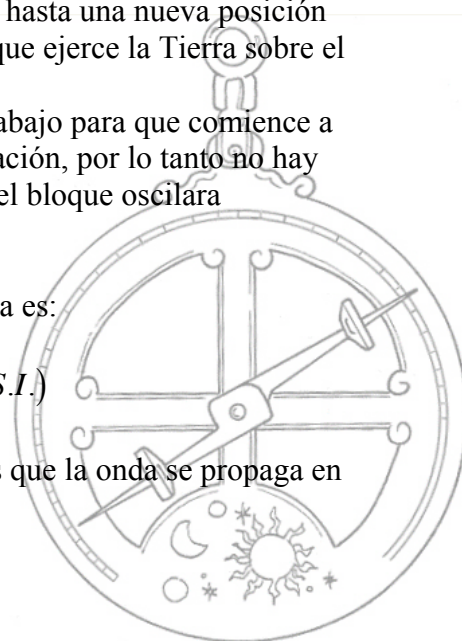 hasta una nueva posición
que ejerce la Tierra sobre el
abajo para que comience a
ación, por lo tanto no hay
el bloque oscilara
a es:
S.I.)
s que la onda se propaga en